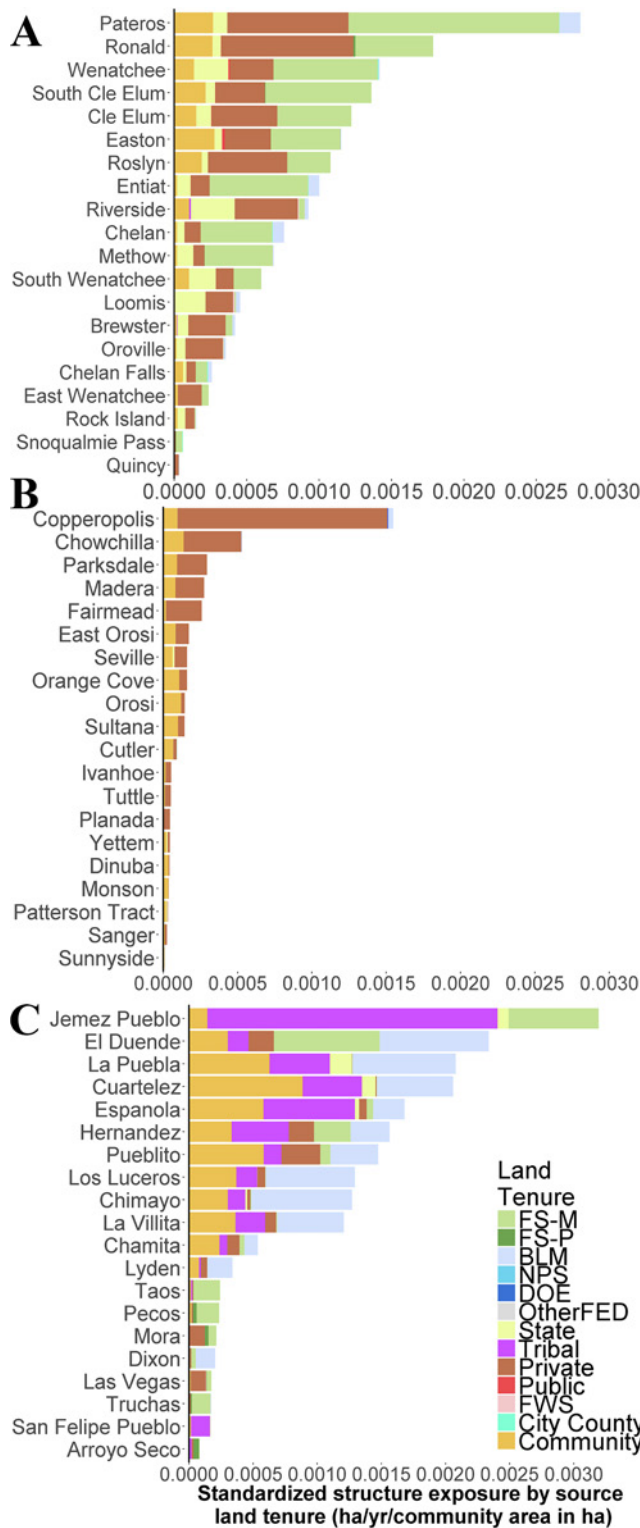 A
Pateros
Ronald
Wenatchee
South Cle Elum
Cle Elum
Easton
Roslyn
Entiat
Riverside
Chelan
Methow
South Wenatchee
Loomis
Brewster
Oroville
Chelan Falls
East Wenatchee
Rock Island
Snoqualmie Pass
Quincy
0.0000 0.0005 0.0010 0.0015 0.0020 0.0025 0.0030
B
Copperopolis
Chowchilla
Parksdale
Madera
Fairmead
East Orosi
Seville
Orange Cove
Orosi
Sultana
Cutler
Ivanhoe
Tuttle
Planada
Yettem
Dinuba
Monson
Patterson Tract
Sanger
Sunnyside
0.0000 0.0005 0.0010 0.0015 0.0020 0.0025 0.0030
C
Jemez Pueblo
El Duende
La Puebla
Cuartelez
Espanola
Hernandez
Pueblito
Los Luceros
Chimayo
La Villita
Chamita
Lyden
Taos
Pecos
Mora
Dixon
Las Vegas
Truchas
San Felipe Pueblo
Arroyo Seco
Land
Tenure
FS-M
FS-P
BLM
NPS
DOE
OtherFED
State
Tribal
Private
Public
FWS
City County
Community
0.0000 0.0005 0.0010 0.0015 0.0020 0.0025 0.0030
Standardized structure exposure by source
land tenure (ha/yr/community area in ha)